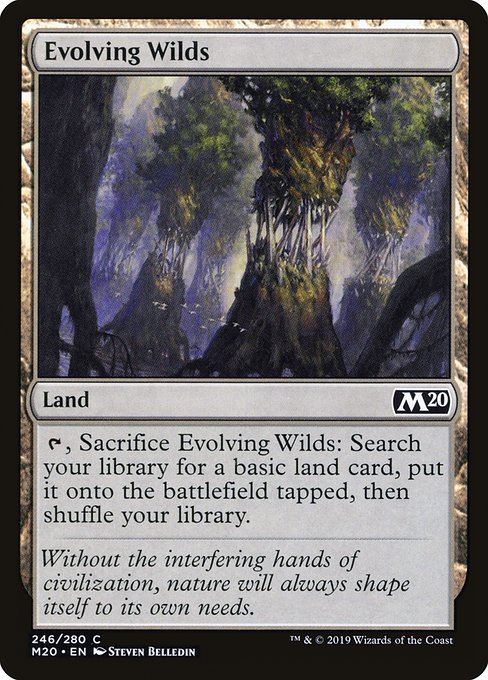 Evolving Wilds
Land
M20
, Sacrifice Evolving Wilds: Search
your library for a basic land card, put
it onto the battlefield tapped, then
shuffle your library.
Without the interfering hands of
civilization, nature will always shape
itself to its own needs.
246/280 C
M20 • EN Steven Belledin
™ & © 2019 Wizards of the Coast